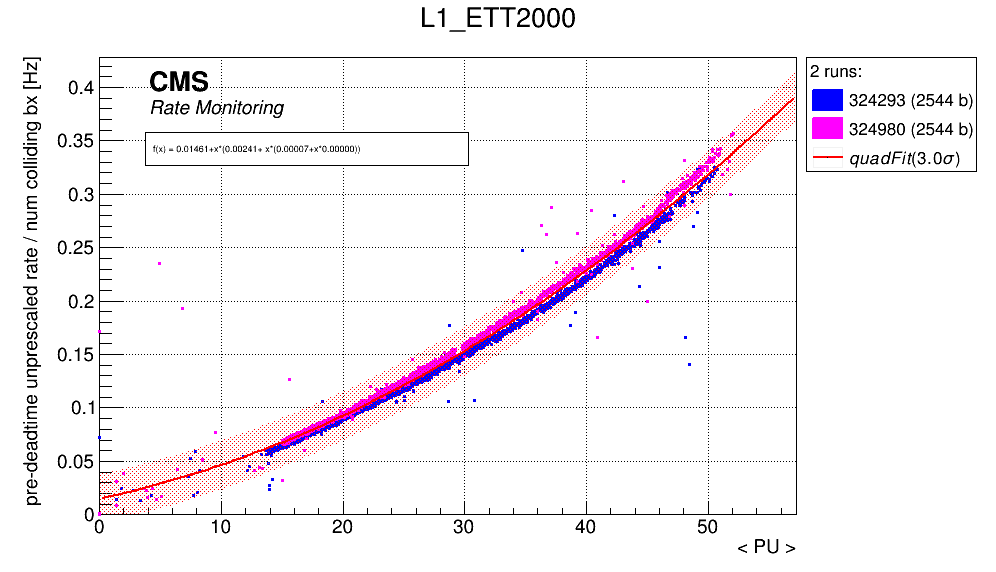 L1_ETT2000
pre-deadtime unprescaled rate / num colliding bx [Hz]
CMS
Rate Monitoring
f(x) = 0.01461+x*(0.00241+ x*(0.00007+x*0.00000))
2 runs:
324293 (2544 b)
324980 (2544 b)
quadFit(3.0σ)
0.4
0.35
0.3
0.25
0.2
0.15
0.1
0.05
0
0 10 20 30 40 50
< PU >